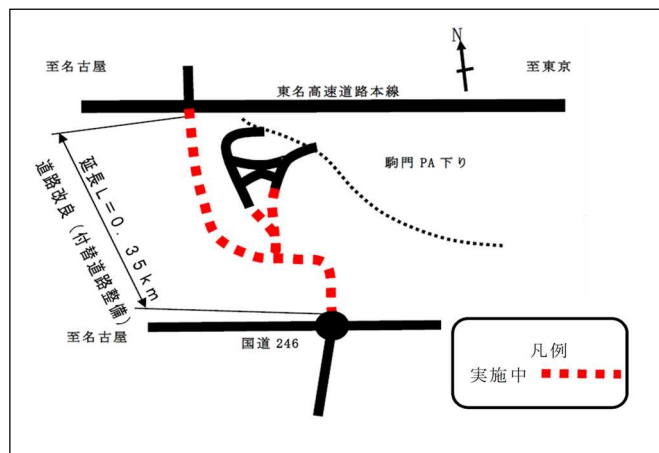 N
至名古屋
至東京
東名高速道路本線
駒門PA下り
延長L=0.35km
道路改良(付替道路整備)
至名古屋
国道246
凡例
実施中